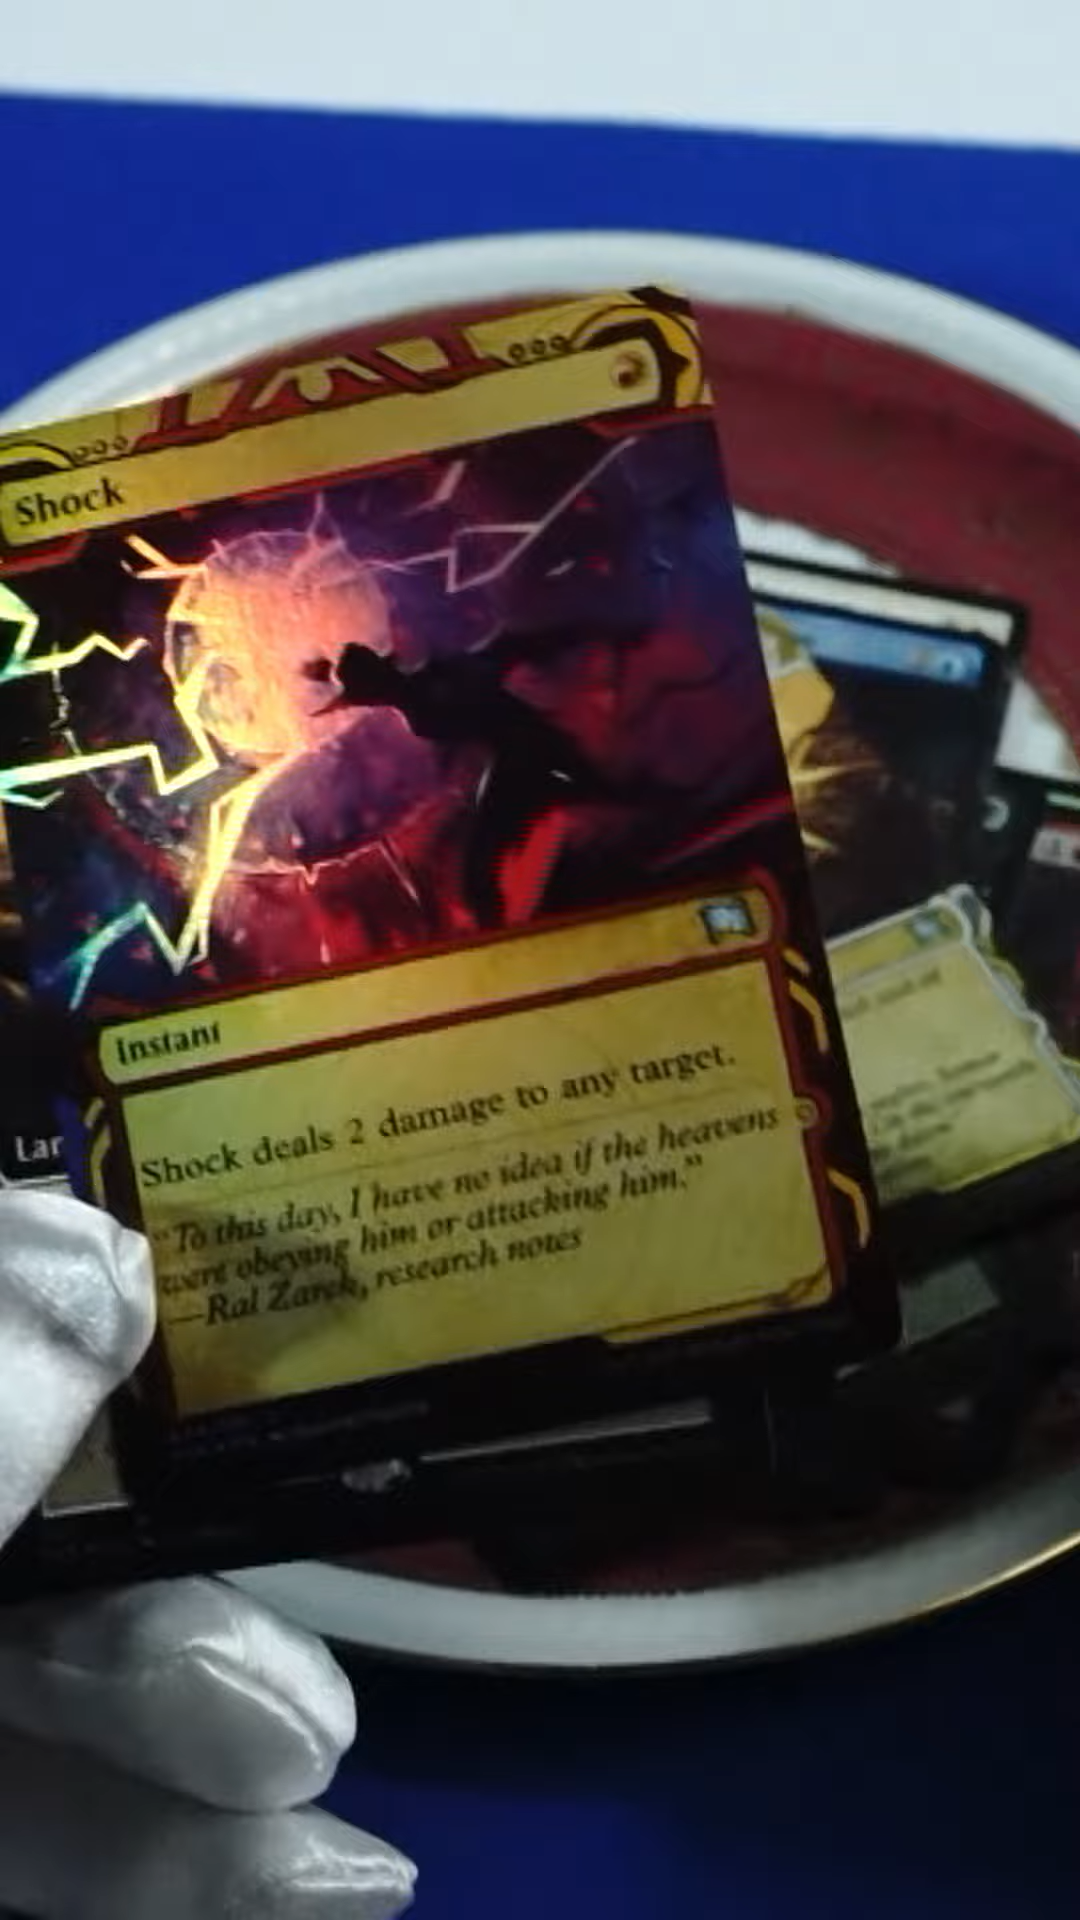 Shock
Instant
Shock deals 2 damage to any target.
"To this day, I have no idea if the heavens
were obeying him or attacking him."
—Ral Zarek, research notes
Lar